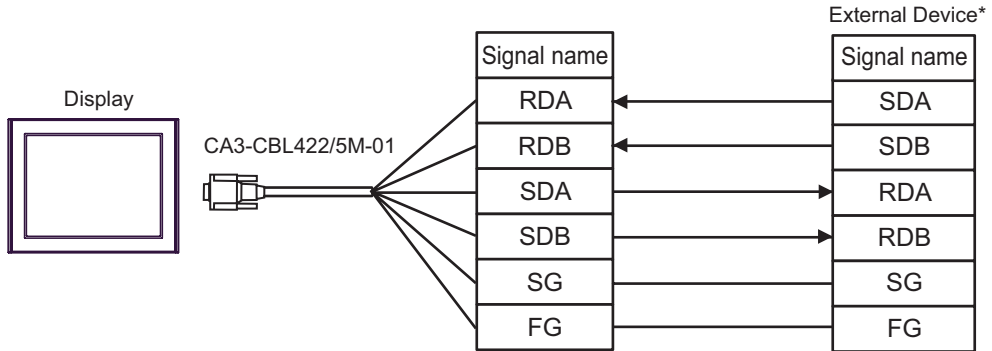 External Device*
Signal name
Signal name
Display
RDA
SDA
CA3-CBL422/5M-01
RDB
SDB
SDA
RDA
SDB
RDB
SG
SG
FG
FG